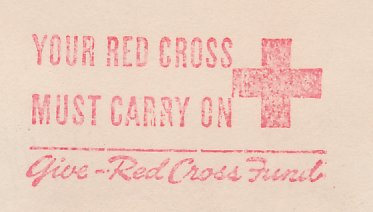 YOUR RED CROSS
MUST CARRY ON
Give - Red Cross Fund